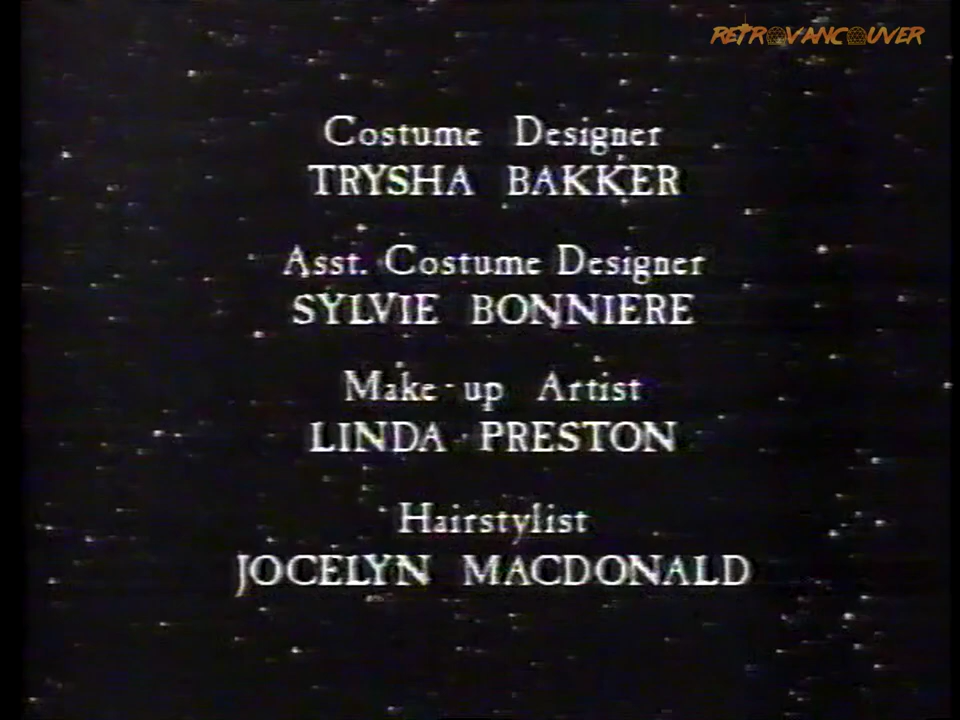 RETROVANCOUVER
Costume Designer
TRYSHA BAKKER
Asst. Costume Designer
SYLVIE BONNIERE
Make-up Artist
LINDA PRESTON
Hairstylist
JOCELYN MACDONALD